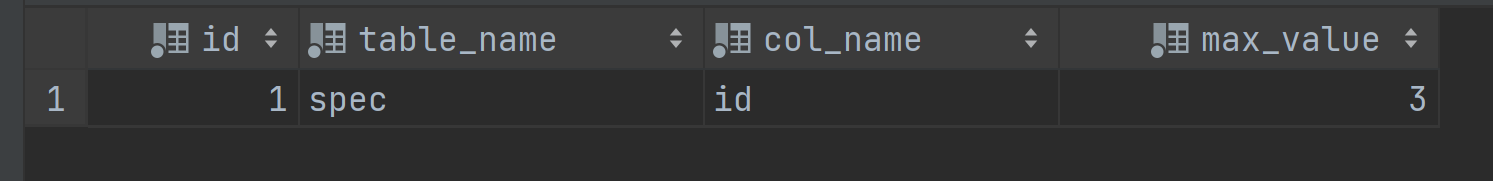 id table_name col_name max_value
1 1 spec id 3